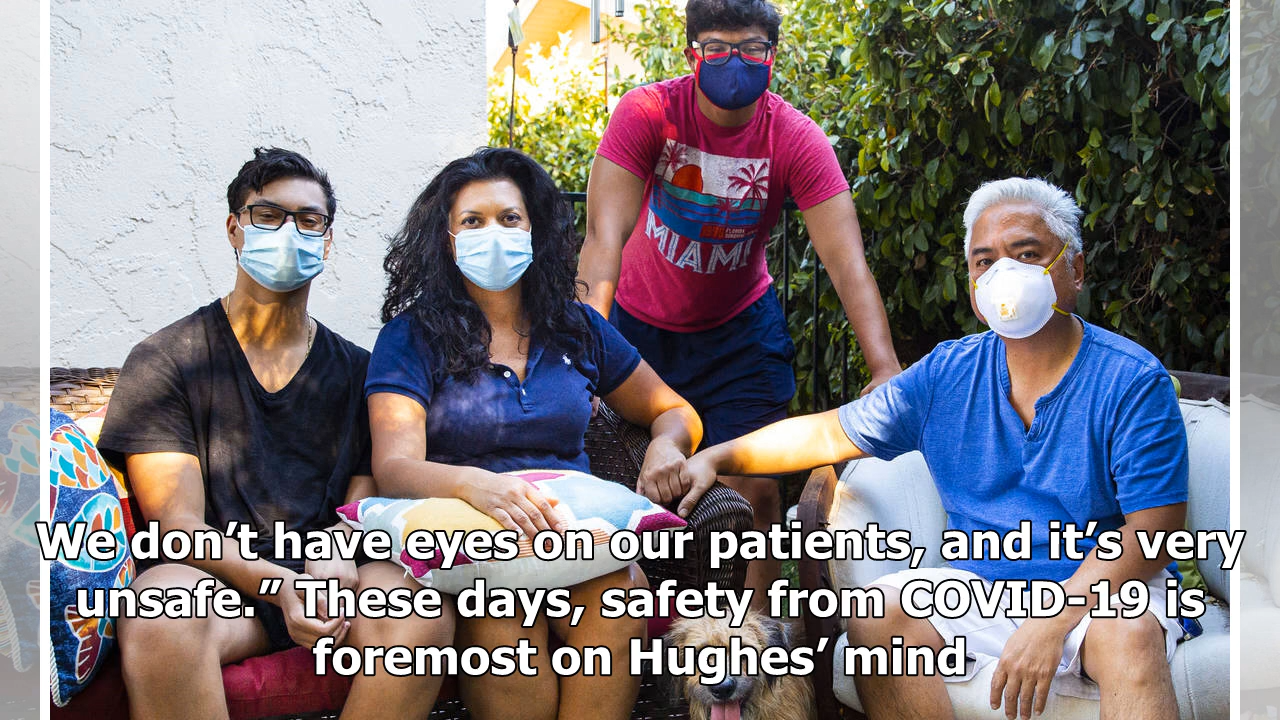 MIAMI
We don’t have eyes on our patients, and it’s very
unsafe.” These days, safety from COVID-19 is
foremost on Hughes’ mind